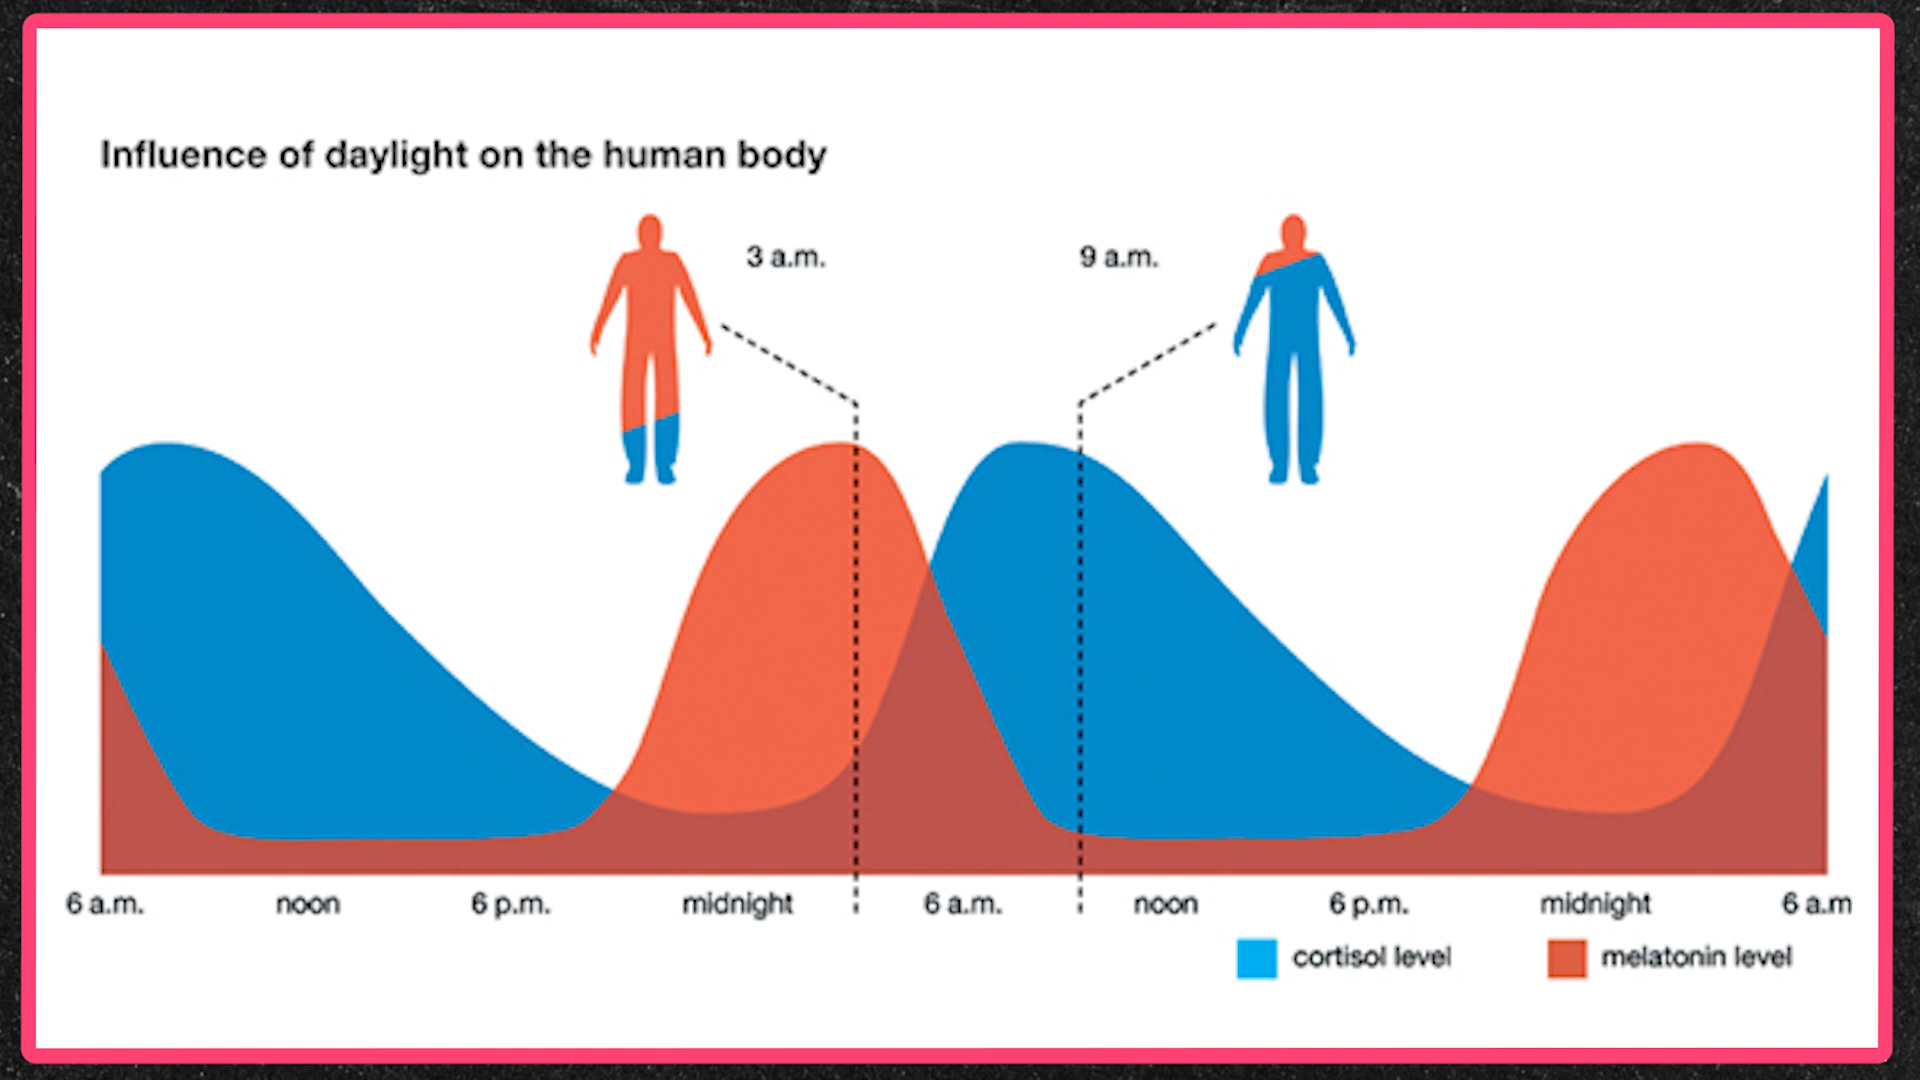 Influence of daylight on the human body
3 a.m.
9 a.m.
6 a.m.
noon
6 p.m.
midnight
6 a.m.
noon
6 p.m.
midnight
6 a.m
cortisol level
melatonin level